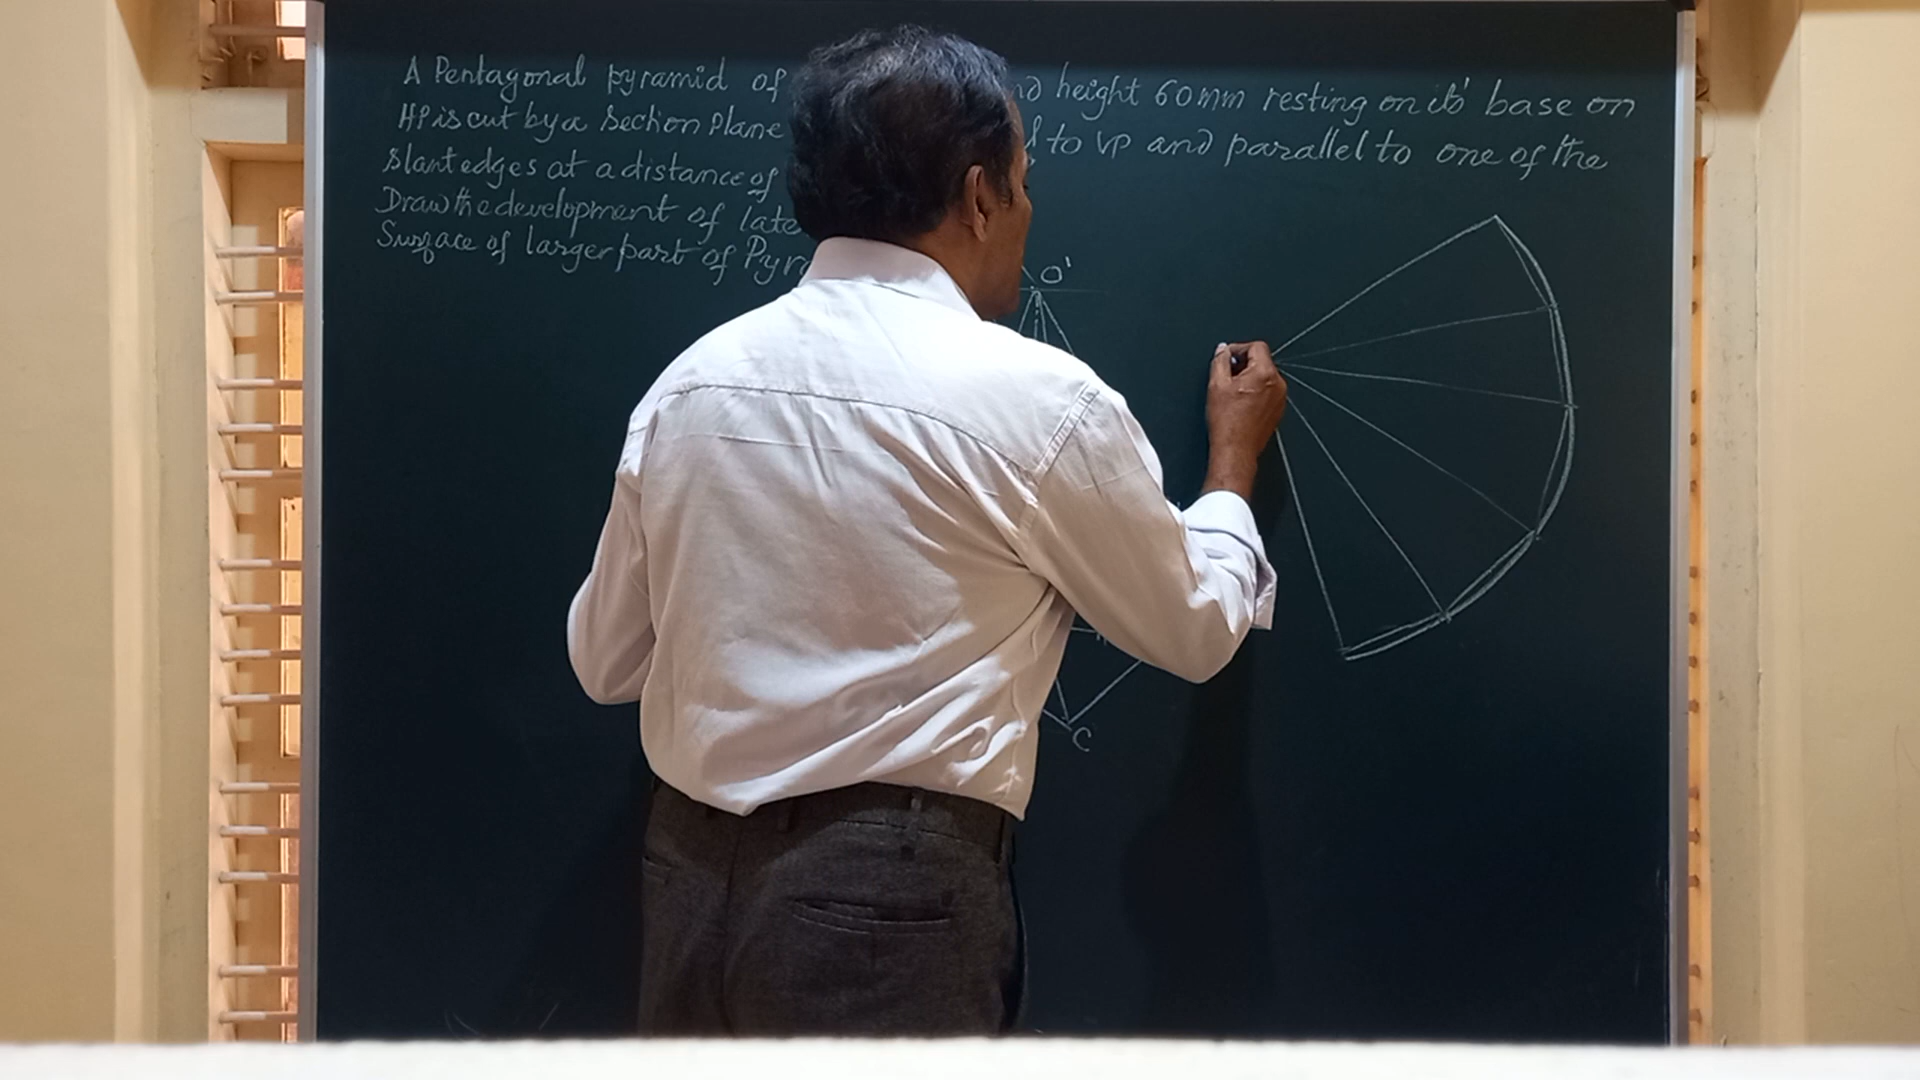 A Pentagonal pyramid of height 60mm resting on its' base on
HP is cut by a Section Plane to VP and parallel to one of the
Slant edges at a distance of
Draw the development of late
Surface of larger part of Pyra
O'
C